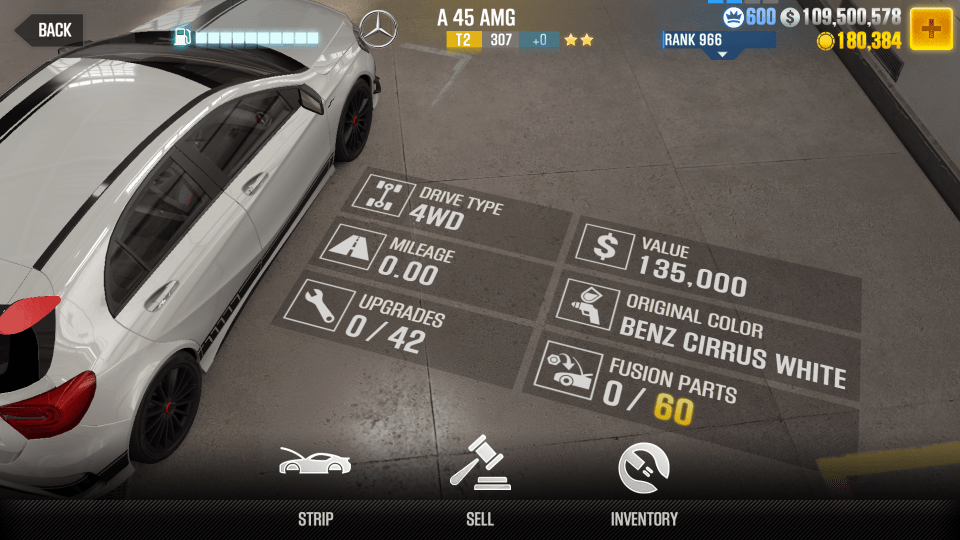 BACK
A 45 AMG
T2 307 +0
600 109,500,578
RANK 966
180,384
DRIVE TYPE
4WD
MILEAGE
0.00
UPGRADES
0 / 42
VALUE
135,000
ORIGINAL COLOR
BENZ CIRRUS WHITE
FUSION PARTS
0 / 60
STRIP
SELL
INVENTORY